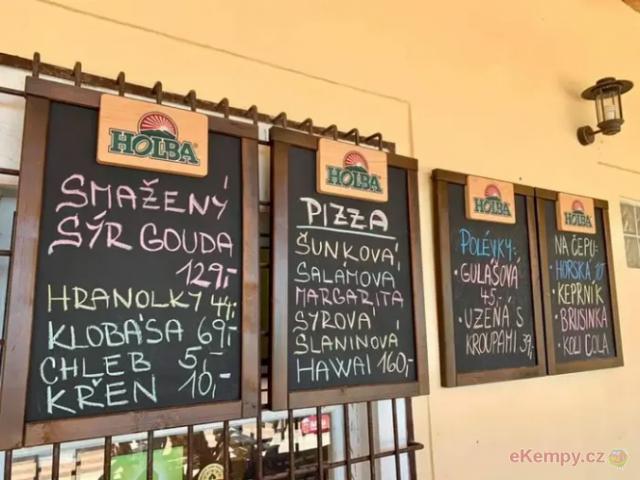 HOLBA
SMAŽENÝ
SÝR GOUDA
129,-
HRANOLKY 44,-
KLOBÁSA 69,-
CHLEB 5,-
KŘEN 10,-
HOLBA
PIZZA
ŠUNKOVÁ
SALÁMOVÁ
MARGARITA
SÝROVÁ
SLANINOVÁ
HAWAI 160,-
HOLBA
POLÉVKY:
• GULAŠOVÁ
45,-
• UZENÁ S
KROUPAMI 39,-
HOLBA
NA ČEPU:
• HORSKÁ 10°
• KEPRNÍK
• BRUSINKA
• KOLI COLA
eKempy.cz